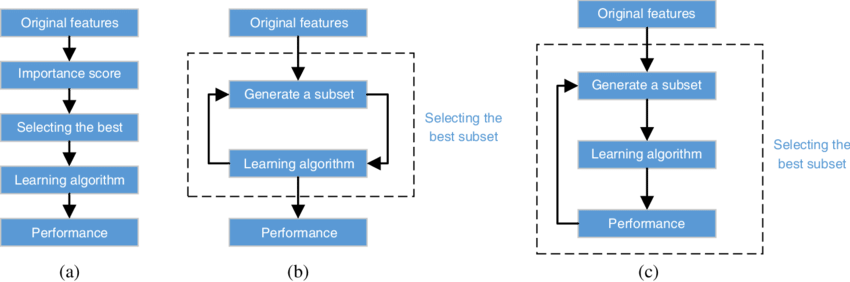 Original features
Importance score
Selecting the best
Learning algorithm
Performance
(a)
Original features
Generate a subset
Learning algorithm
Selecting the
best subset
Performance
(b)
Original features
Generate a subset
Learning algorithm
Performance
Selecting the
best subset
(c)